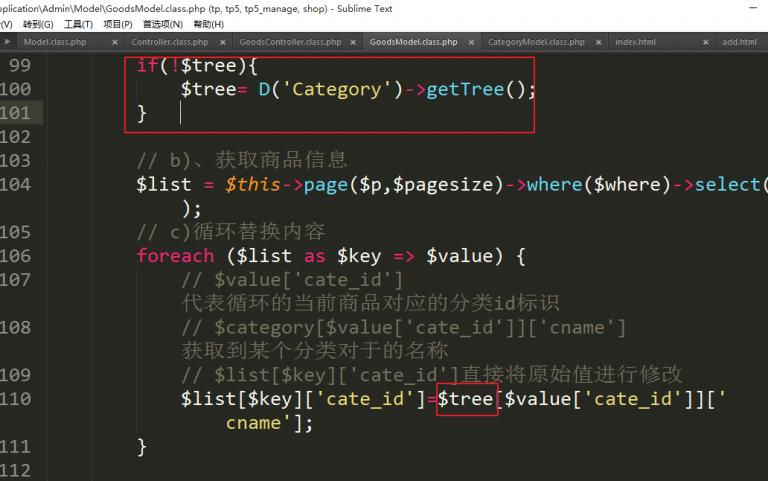 pplication\Admin\Model\GoodsModel.class.php (tp, tp5, tp5_manage, shop) - Sublime Text
(V) 转到(G) 工具(T) 项目(P) 首选项(N) 帮助(H)
Model.class.php × Controller.class.php × GoodsController.class.php × GoodsModel.class.php × CategoryModel.class.php × index.html × add.html
99 if(!$tree){
100 $tree= D('Category')->getTree();
101 }
102
103 // b)、获取商品信息
104 $list = $this->page($p,$pagesize)->where($where)->select(
);
105 // c)循环替换内容
106 foreach ($list as $key => $value) {
107 // $value['cate_id']
代表循环的当前商品对应的分类id标识
108 // $category[$value['cate_id']]['cname']
获取到某个分类对于的名称
109 // $list[$key]['cate_id']直接将原始值进行修改
110 $list[$key]['cate_id']=$tree[$value['cate_id']]['
cname'];
111 }
112